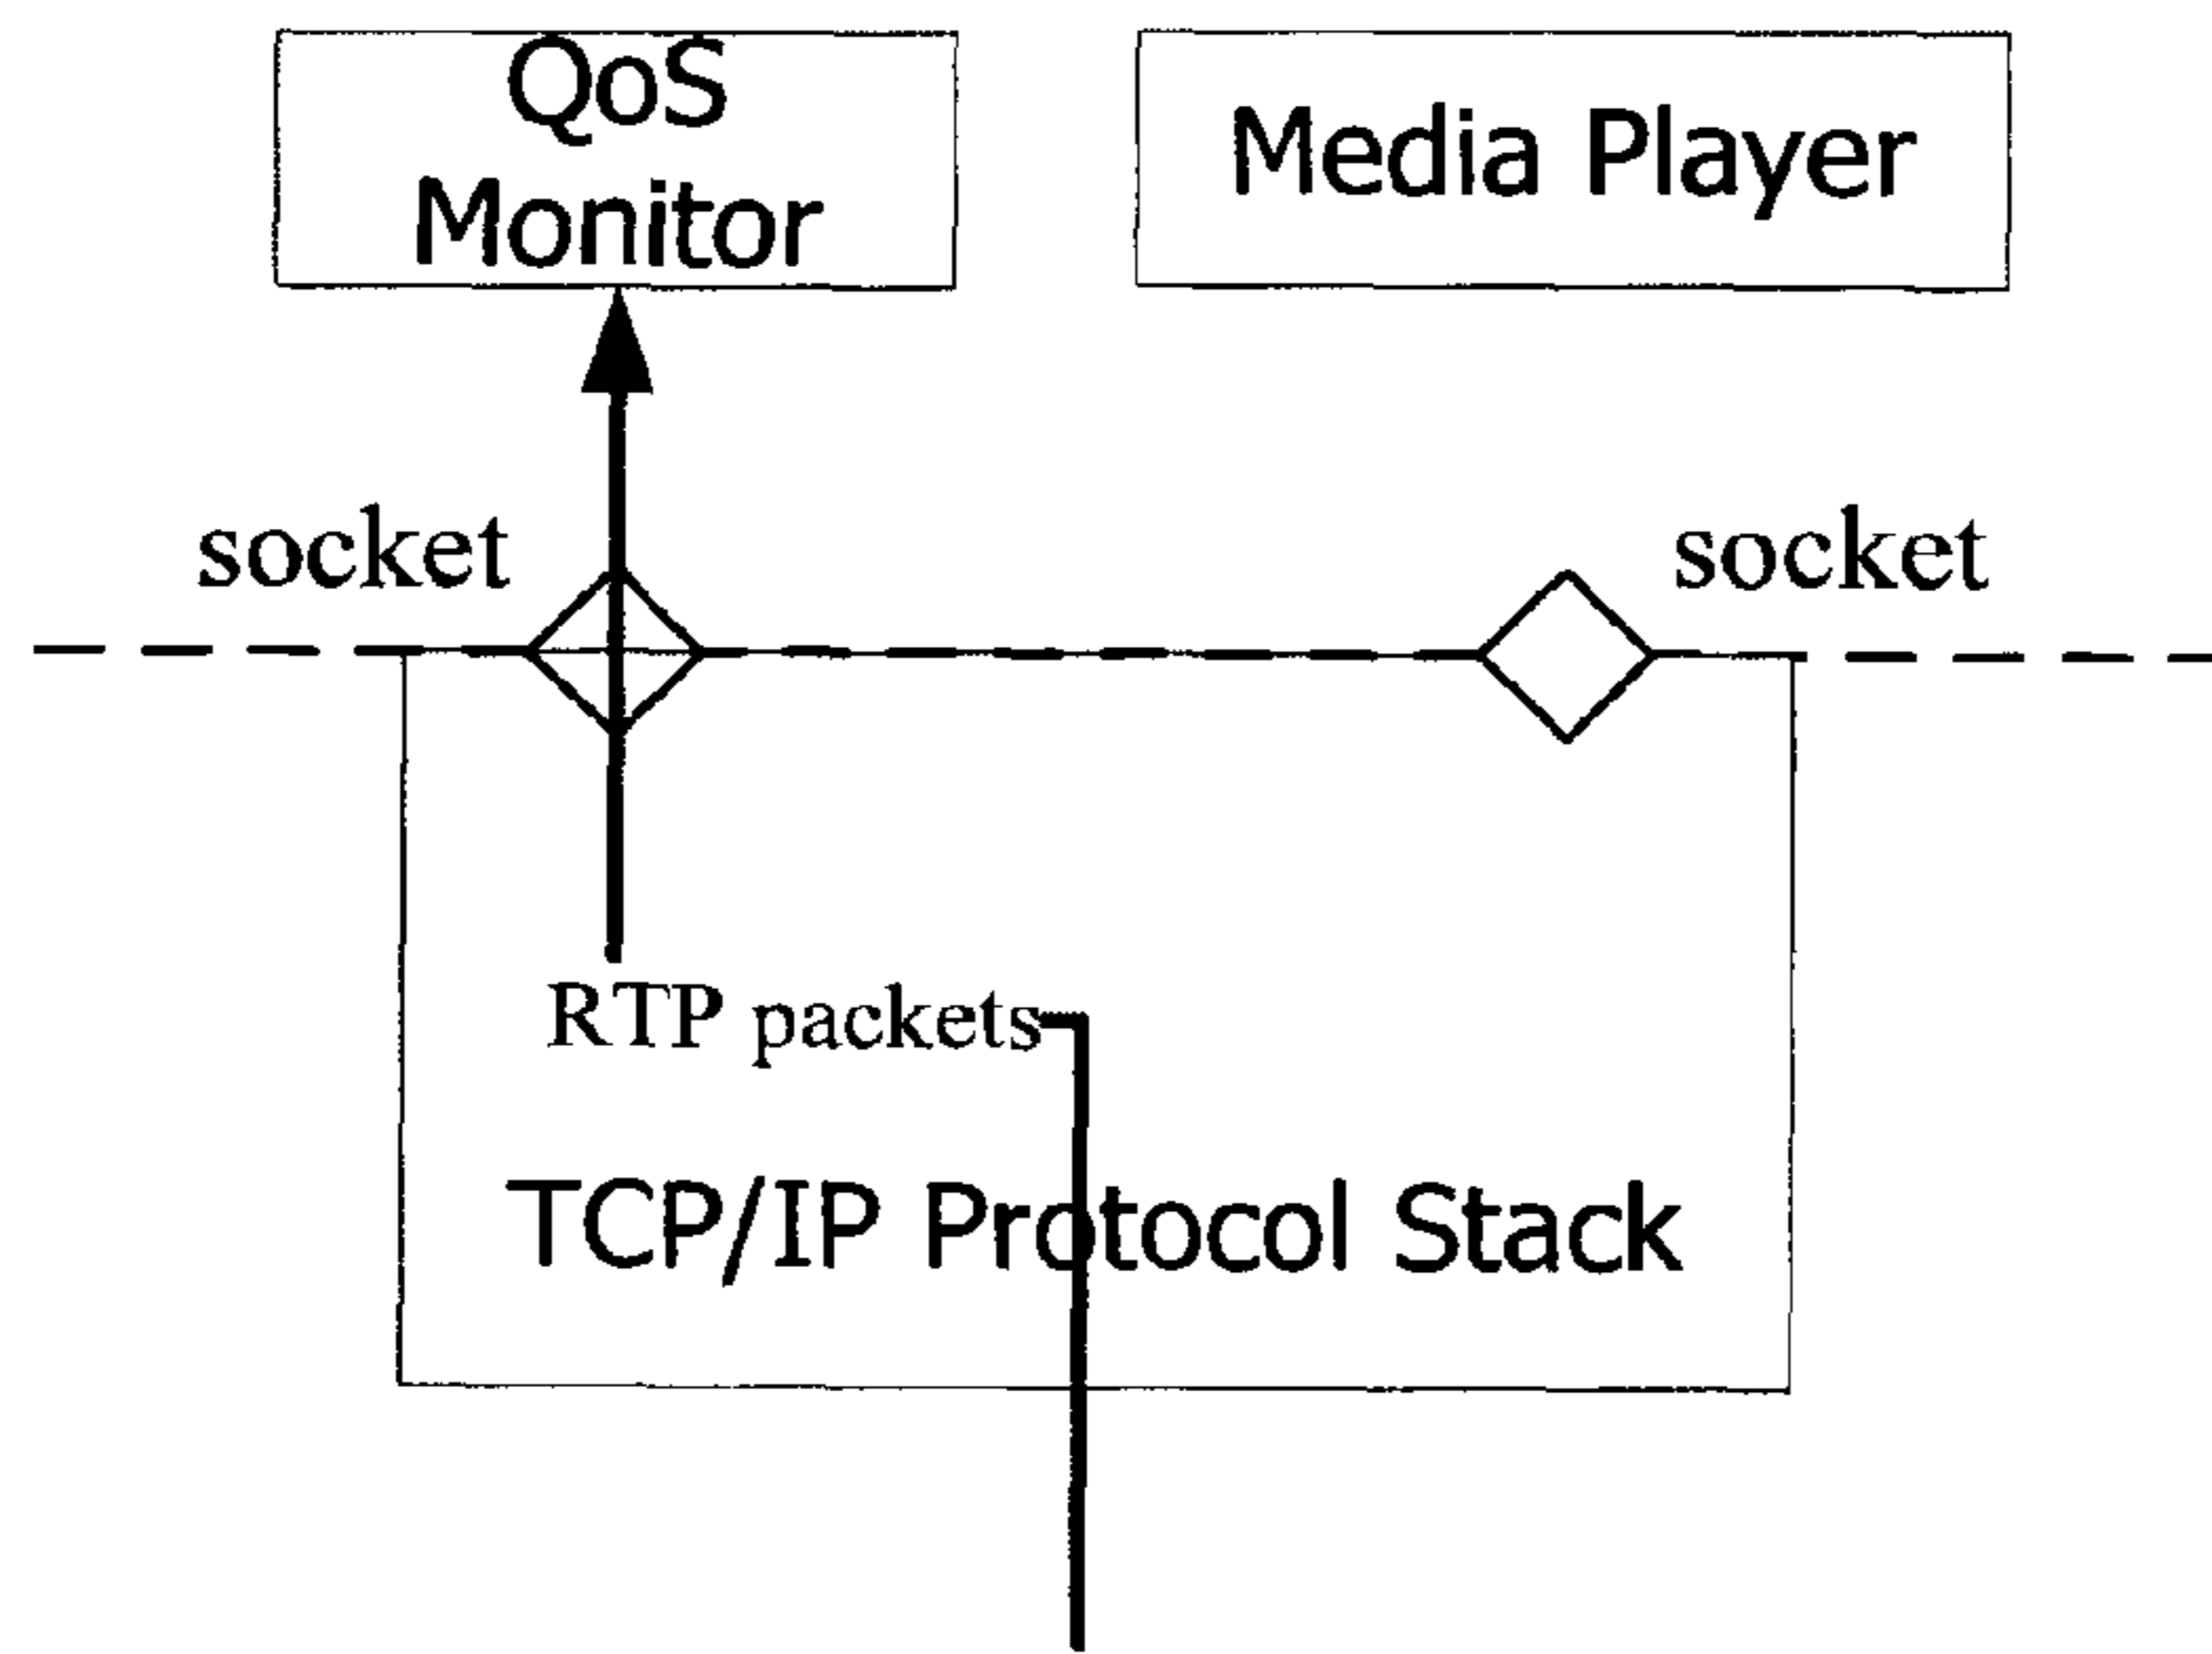 QoS
Monitor
Media Player
socket
socket
RTP packets
TCP/IP Protocol Stack